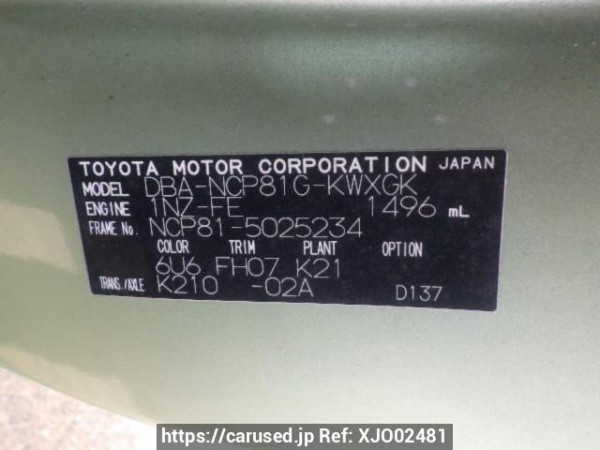 TOYOTA MOTOR CORPORATION JAPAN
MODEL DBA-NCP81G-KWXGK
ENGINE 1NZ-FE 1496 mL
FRAME No. NCP81-5025234
COLOR TRIM PLANT OPTION
6U6 FH07 K21
TRANS./AXLE K210 -02A D137
https://carused.jp Ref: XJO02481